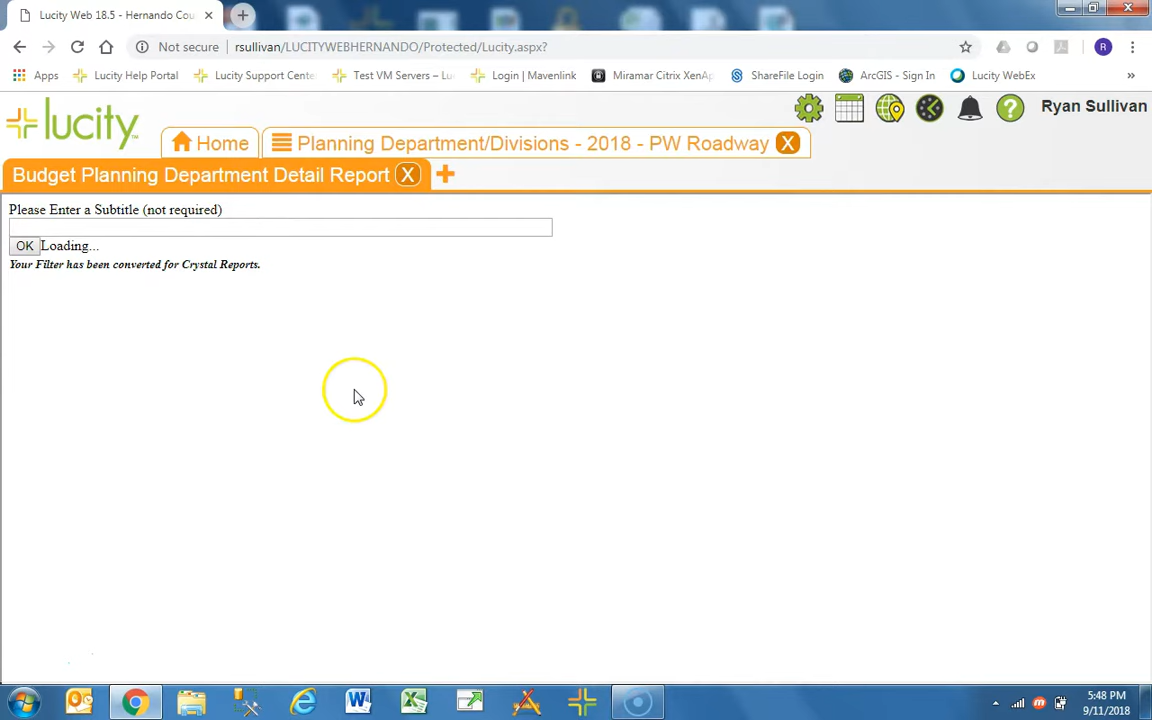 Lucity Web 18.5 - Hernando Cou
Not secure
rsullivan/LUCITYWEBHERNANDO/Protected/Lucity.aspx?
R
Apps
Lucity Help Portal
Lucity Support Cente
Test VM Servers – Lu
Login | Mavenlink
Miramar Citrix XenAp
ShareFile Login
ArcGIS - Sign In
Lucity WebEx
»
lucity
Home
Planning Department/Divisions - 2018 - PW Roadway
X
Ryan Sullivan
Budget Planning Department Detail Report
X
Please Enter a Subtitle (not required)
OK Loading...
Your Filter has been converted for Crystal Reports.
5:48 PM
9/11/2018